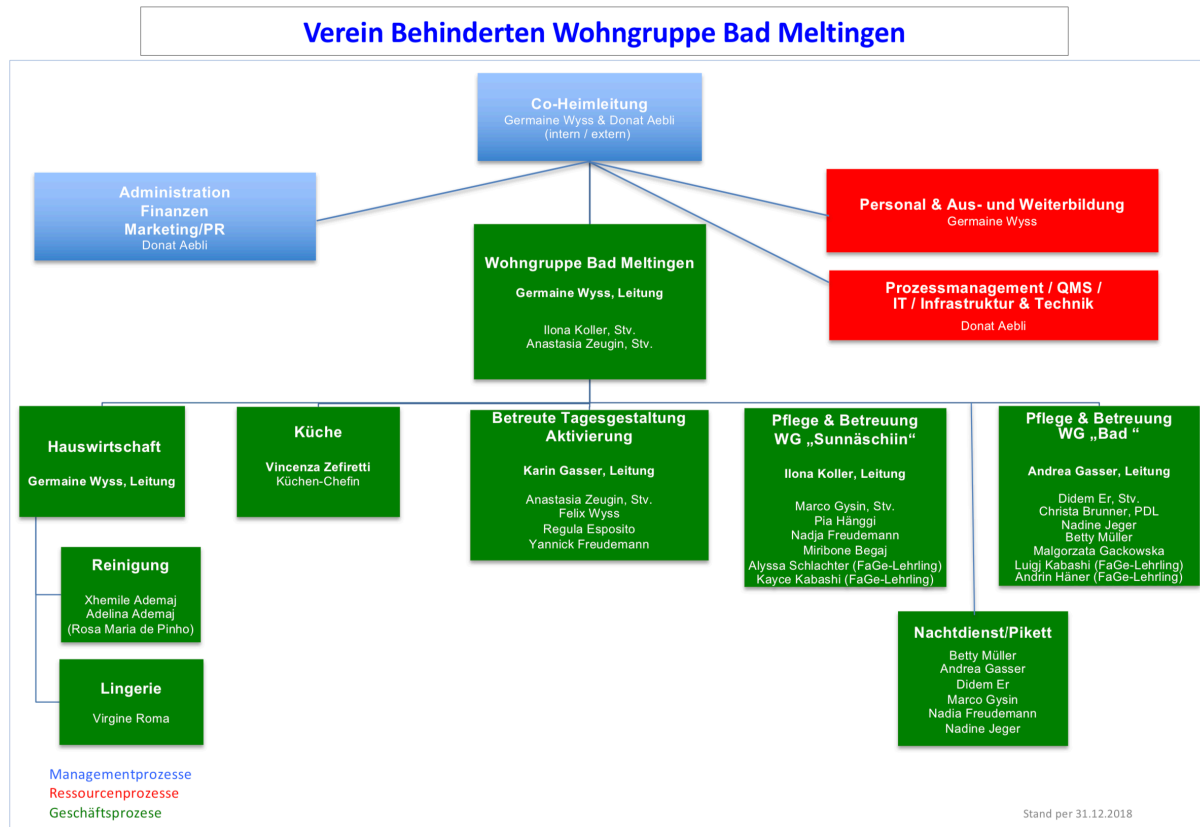 Verein Behinderten Wohngruppe Bad Meltingen
Co-Heimleitung
Germaine Wyss & Donat Aebli
(intern / extern)
Administration
Finanzen
Marketing/PR
Donat Aebli
Personal & Aus- und Weiterbildung
Germaine Wyss
Prozessmanagement / QMS /
IT / Infrastruktur & Technik
Donat Aebli
Wohngruppe Bad Meltingen
Germaine Wyss, Leitung
Ilona Koller, Stv.
Anastasia Zeugin, Stv.
Hauswirtschaft
Germaine Wyss, Leitung
Küche
Vincenza Zefiretti
Küchen-Chefin
Betreute Tagesgestaltung
Aktivierung
Karin Gasser, Leitung
Anastasia Zeugin, Stv.
Felix Wyss
Regula Esposito
Yannick Freudemann
Pflege & Betreuung
WG „Sunnäschiin“
Ilona Koller, Leitung
Marco Gysin, Stv.
Pia Hänggi
Nadja Freudemann
Miribone Begaj
Alyssa Schlachter (FaGe-Lehrling)
Kayce Kabashi (FaGe-Lehrling)
Pflege & Betreuung
WG „Bad “
Andrea Gasser, Leitung
Didem Er, Stv.
Christa Brunner, PDL
Nadine Jeger
Betty Müller
Malgorzata Gackowska
Luigj Kabashi (FaGe-Lehrling)
Andrin Häner (FaGe-Lehrling)
Reinigung
Xhemile Ademaj
Adelina Ademaj
(Rosa Maria de Pinho)
Lingerie
Virgine Roma
Nachtdienst/Pikett
Betty Müller
Andrea Gasser
Didem Er
Marco Gysin
Nadia Freudemann
Nadine Jeger
Managementprozesse
Ressourcenprozesse
Geschäftsprozese
Stand per 31.12.2018